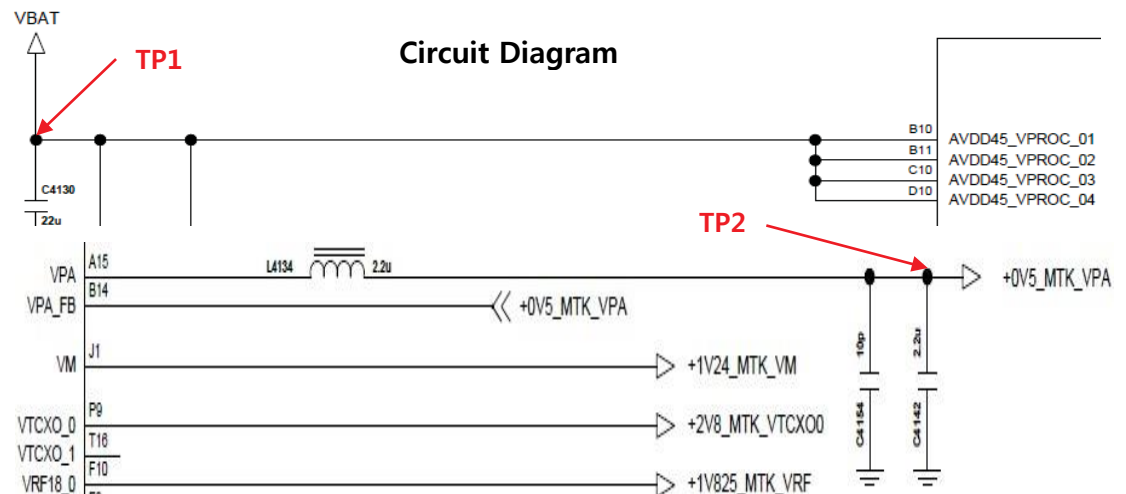 VBAT
Circuit Diagram
TP1
B10 AVDD45_VPROC_01
B11 AVDD45_VPROC_02
C10 AVDD45_VPROC_03
D10 AVDD45_VPROC_04
C4130
22u
TP2
VPA A15 L4134 2.2u +0V5_MTK_VPA
VPA_FB B14 +0V5_MTK_VPA
10p 2.2u
VM J1 +1V24_MTK_VM
C4154 C4142
VTCXO_0 P9 +2V8_MTK_VTCXO0
VTCXO_1 T16
VRF18_0 F10 +1V825_MTK_VRF